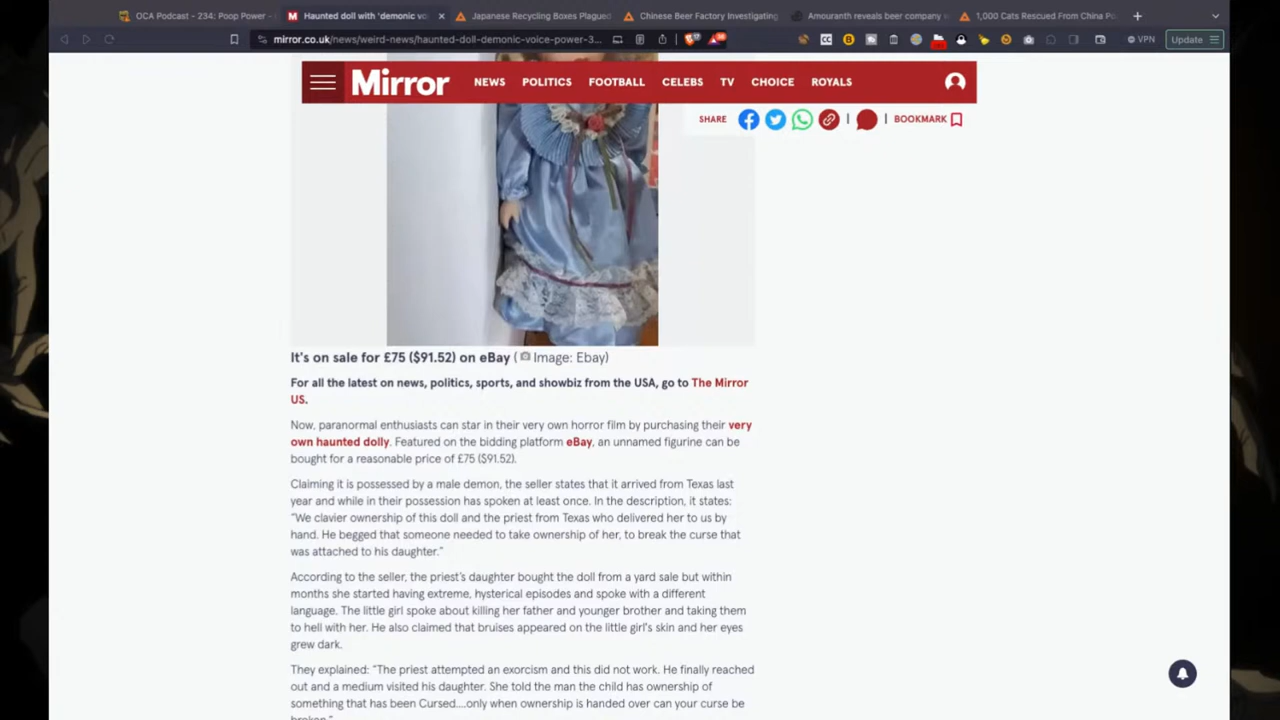 OCA Podcast - 234: Poop Power -
Haunted doll with 'demonic vo
Japanese Recycling Boxes Plagued
Chinese Beer Factory Investigating
Amouranth reveals beer company
1,000 Cats Rescued From China Po
mirror.co.uk/news/weird-news/haunted-doll-demonic-voice-power-3...
VPN
Update
Mirror
NEWS
POLITICS
FOOTBALL
CELEBS
TV
CHOICE
ROYALS
SHARE
BOOKMARK
It's on sale for £75 ($91.52) on eBay (Image: Ebay)
For all the latest on news, politics, sports, and showbiz from the USA, go to The Mirror
US.
Now, paranormal enthusiasts can star in their very own horror film by purchasing their very
own haunted dolly. Featured on the bidding platform eBay, an unnamed figurine can be
bought for a reasonable price of £75 ($91.52).
Claiming it is possessed by a male demon, the seller states that it arrived from Texas last
year and while in their possession has spoken at least once. In the description, it states:
"We clavier ownership of this doll and the priest from Texas who delivered her to us by
hand. He begged that someone needed to take ownership of her, to break the curse that
was attached to his daughter."
According to the seller, the priest's daughter bought the doll from a yard sale but within
months she started having extreme, hysterical episodes and spoke with a different
language. The little girl spoke about killing her father and younger brother and taking them
to hell with her. He also claimed that bruises appeared on the little girl's skin and her eyes
grew dark.
They explained: "The priest attempted an exorcism and this did not work. He finally reached
out and a medium visited his daughter. She told the man the child has ownership of
something that has been Cursed....only when ownership is handed over can your curse be
broken."